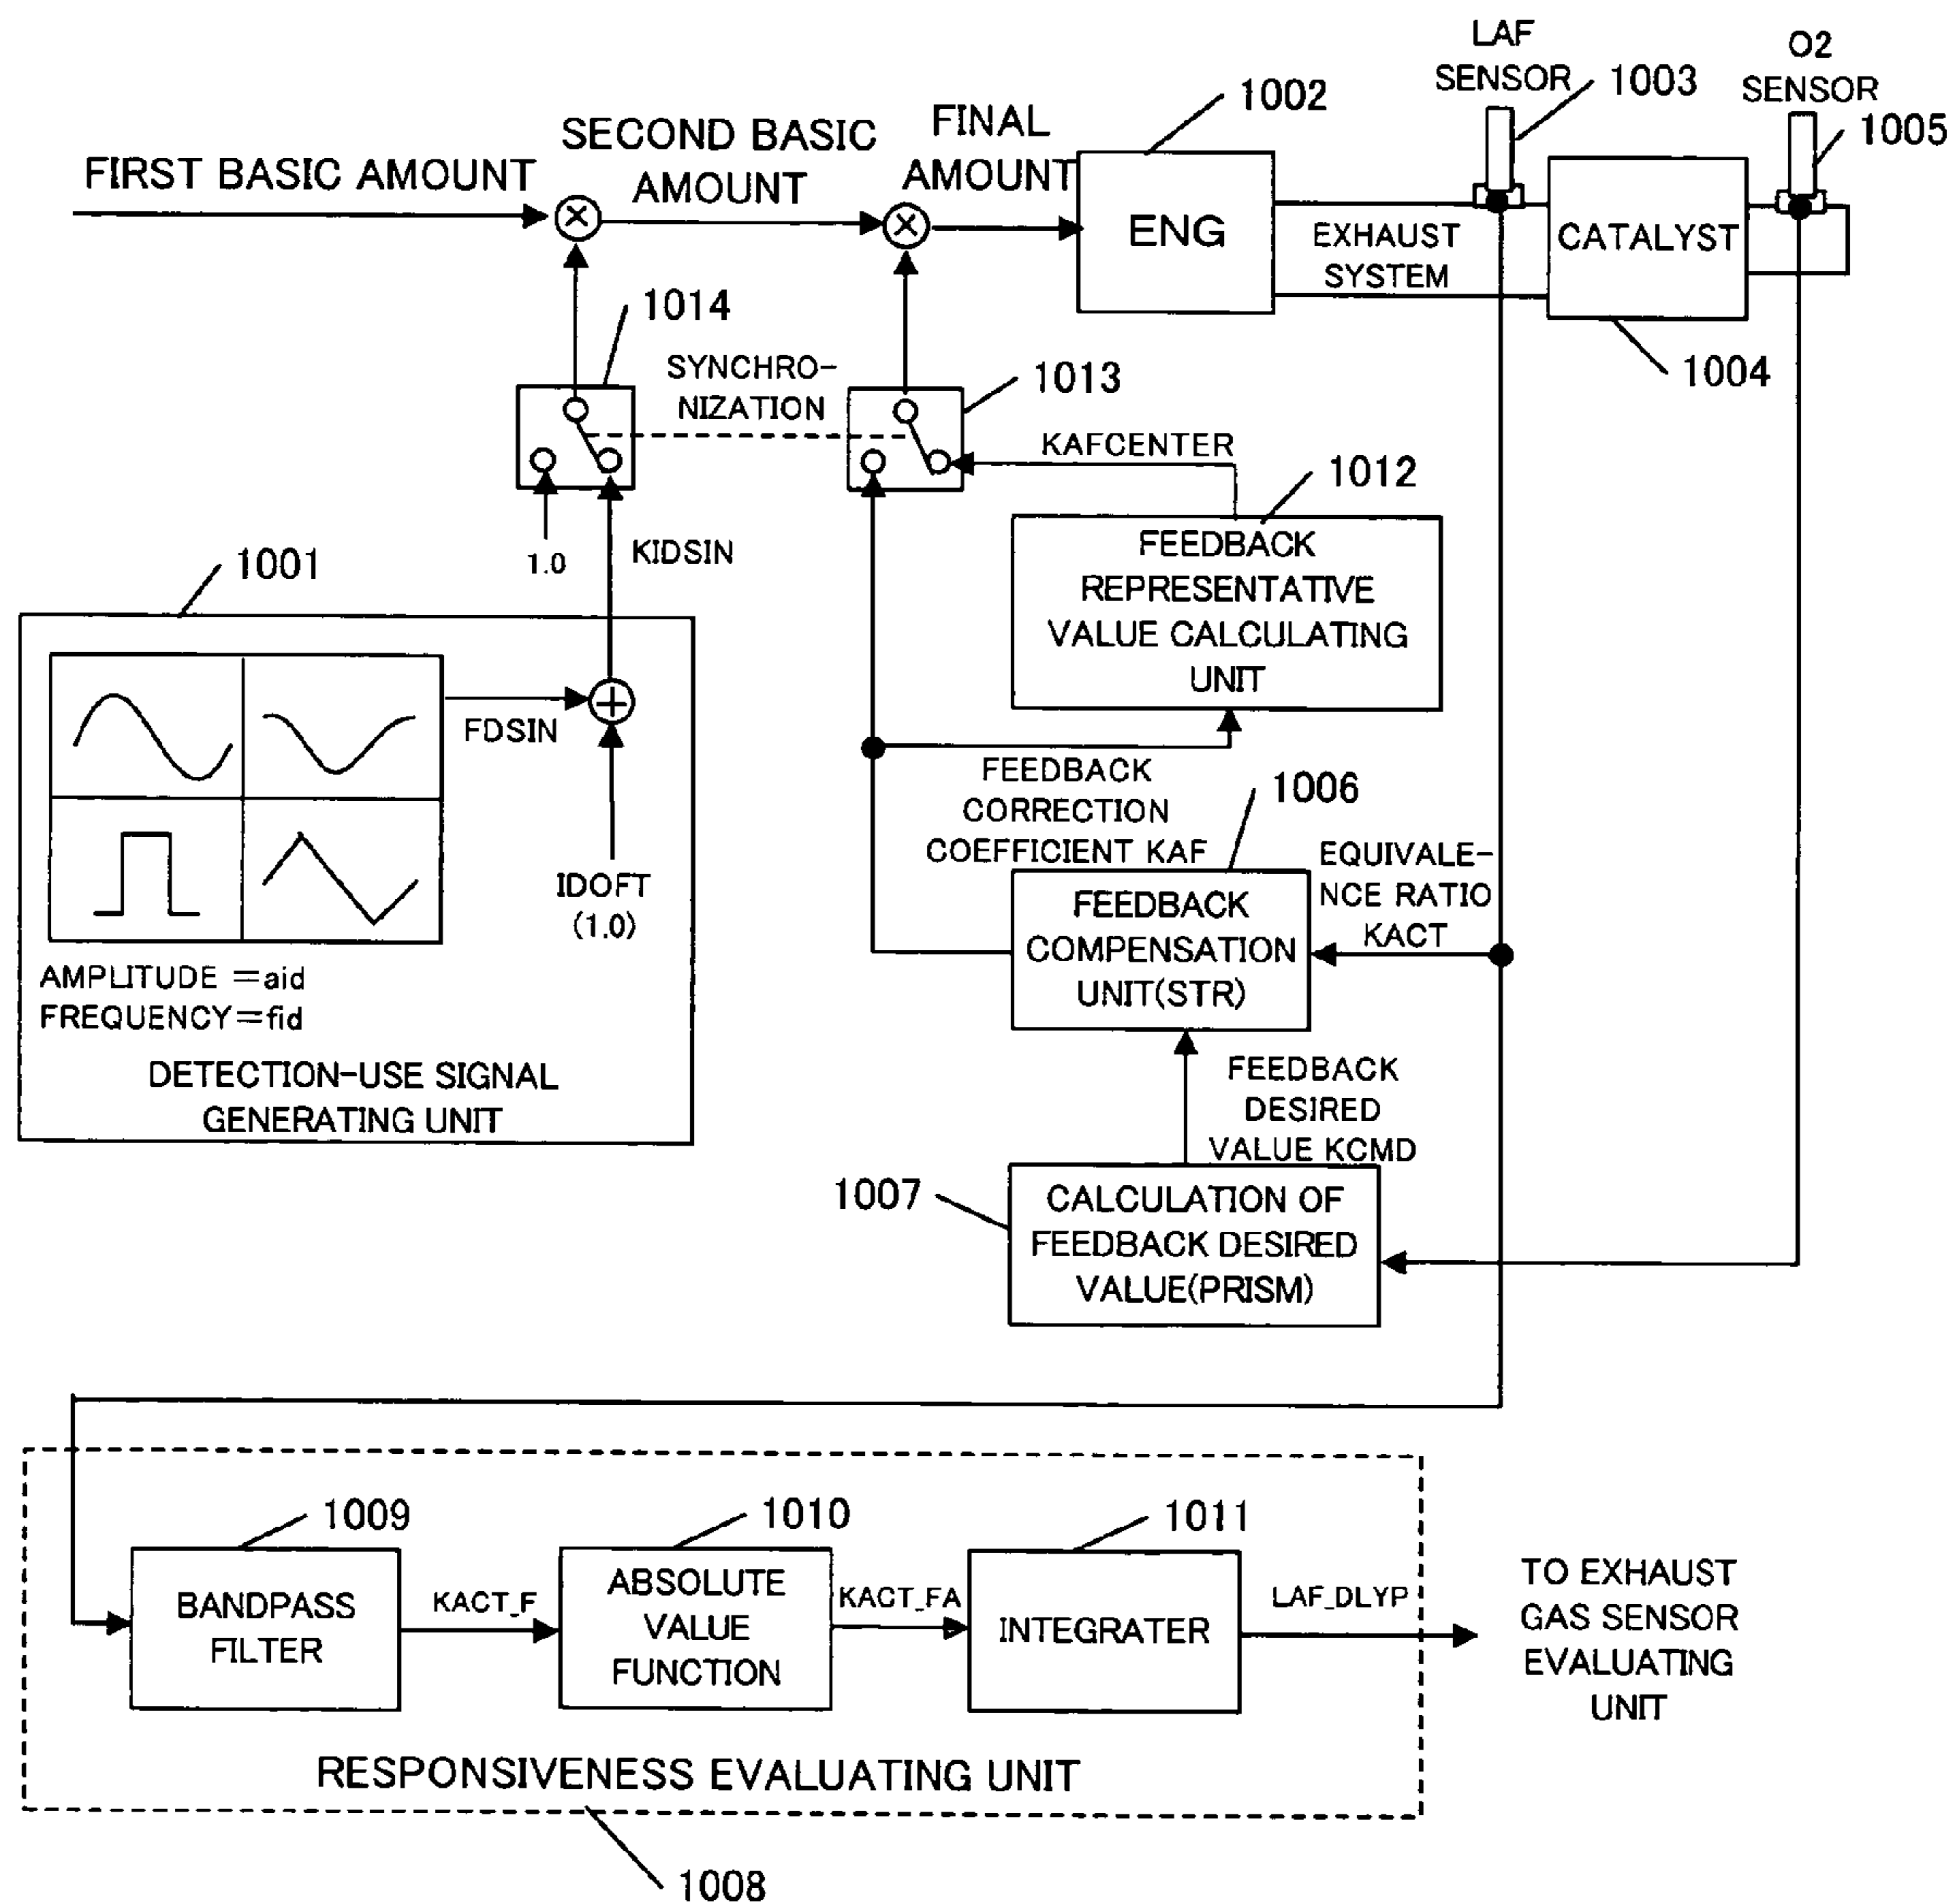 LAF
SENSOR
1003
O2
SENSOR
1005
1002
FIRST BASIC AMOUNT
SECOND BASIC
AMOUNT
FINAL
AMOUNT
×
×
ENG
EXHAUST
SYSTEM
CATALYST
1004
1014
SYNCHRO-
NIZATION
1013
KAFCENTER
1012
1.0
KIDSIN
FEEDBACK
REPRESENTATIVE
VALUE CALCULATING
UNIT
1001
FDSIN
+
IDOFT
(1.0)
AMPLITUDE =aid
FREQUENCY=fid
DETECTION-USE SIGNAL
GENERATING UNIT
FEEDBACK
CORRECTION
COEFFICIENT KAF
1006
EQUIVALE-
NCE RATIO
KACT
FEEDBACK
COMPENSATION
UNIT(STR)
FEEDBACK
DESIRED
VALUE KCMD
1007
CALCULATION OF
FEEDBACK DESIRED
VALUE(PRISM)
1009
BANDPASS
FILTER
KACT_F
1010
ABSOLUTE
VALUE
FUNCTION
KACT_FA
1011
INTEGRATER
LAF_DLYP
TO EXHAUST
GAS SENSOR
EVALUATING
UNIT
RESPONSIVENESS EVALUATING UNIT
1008